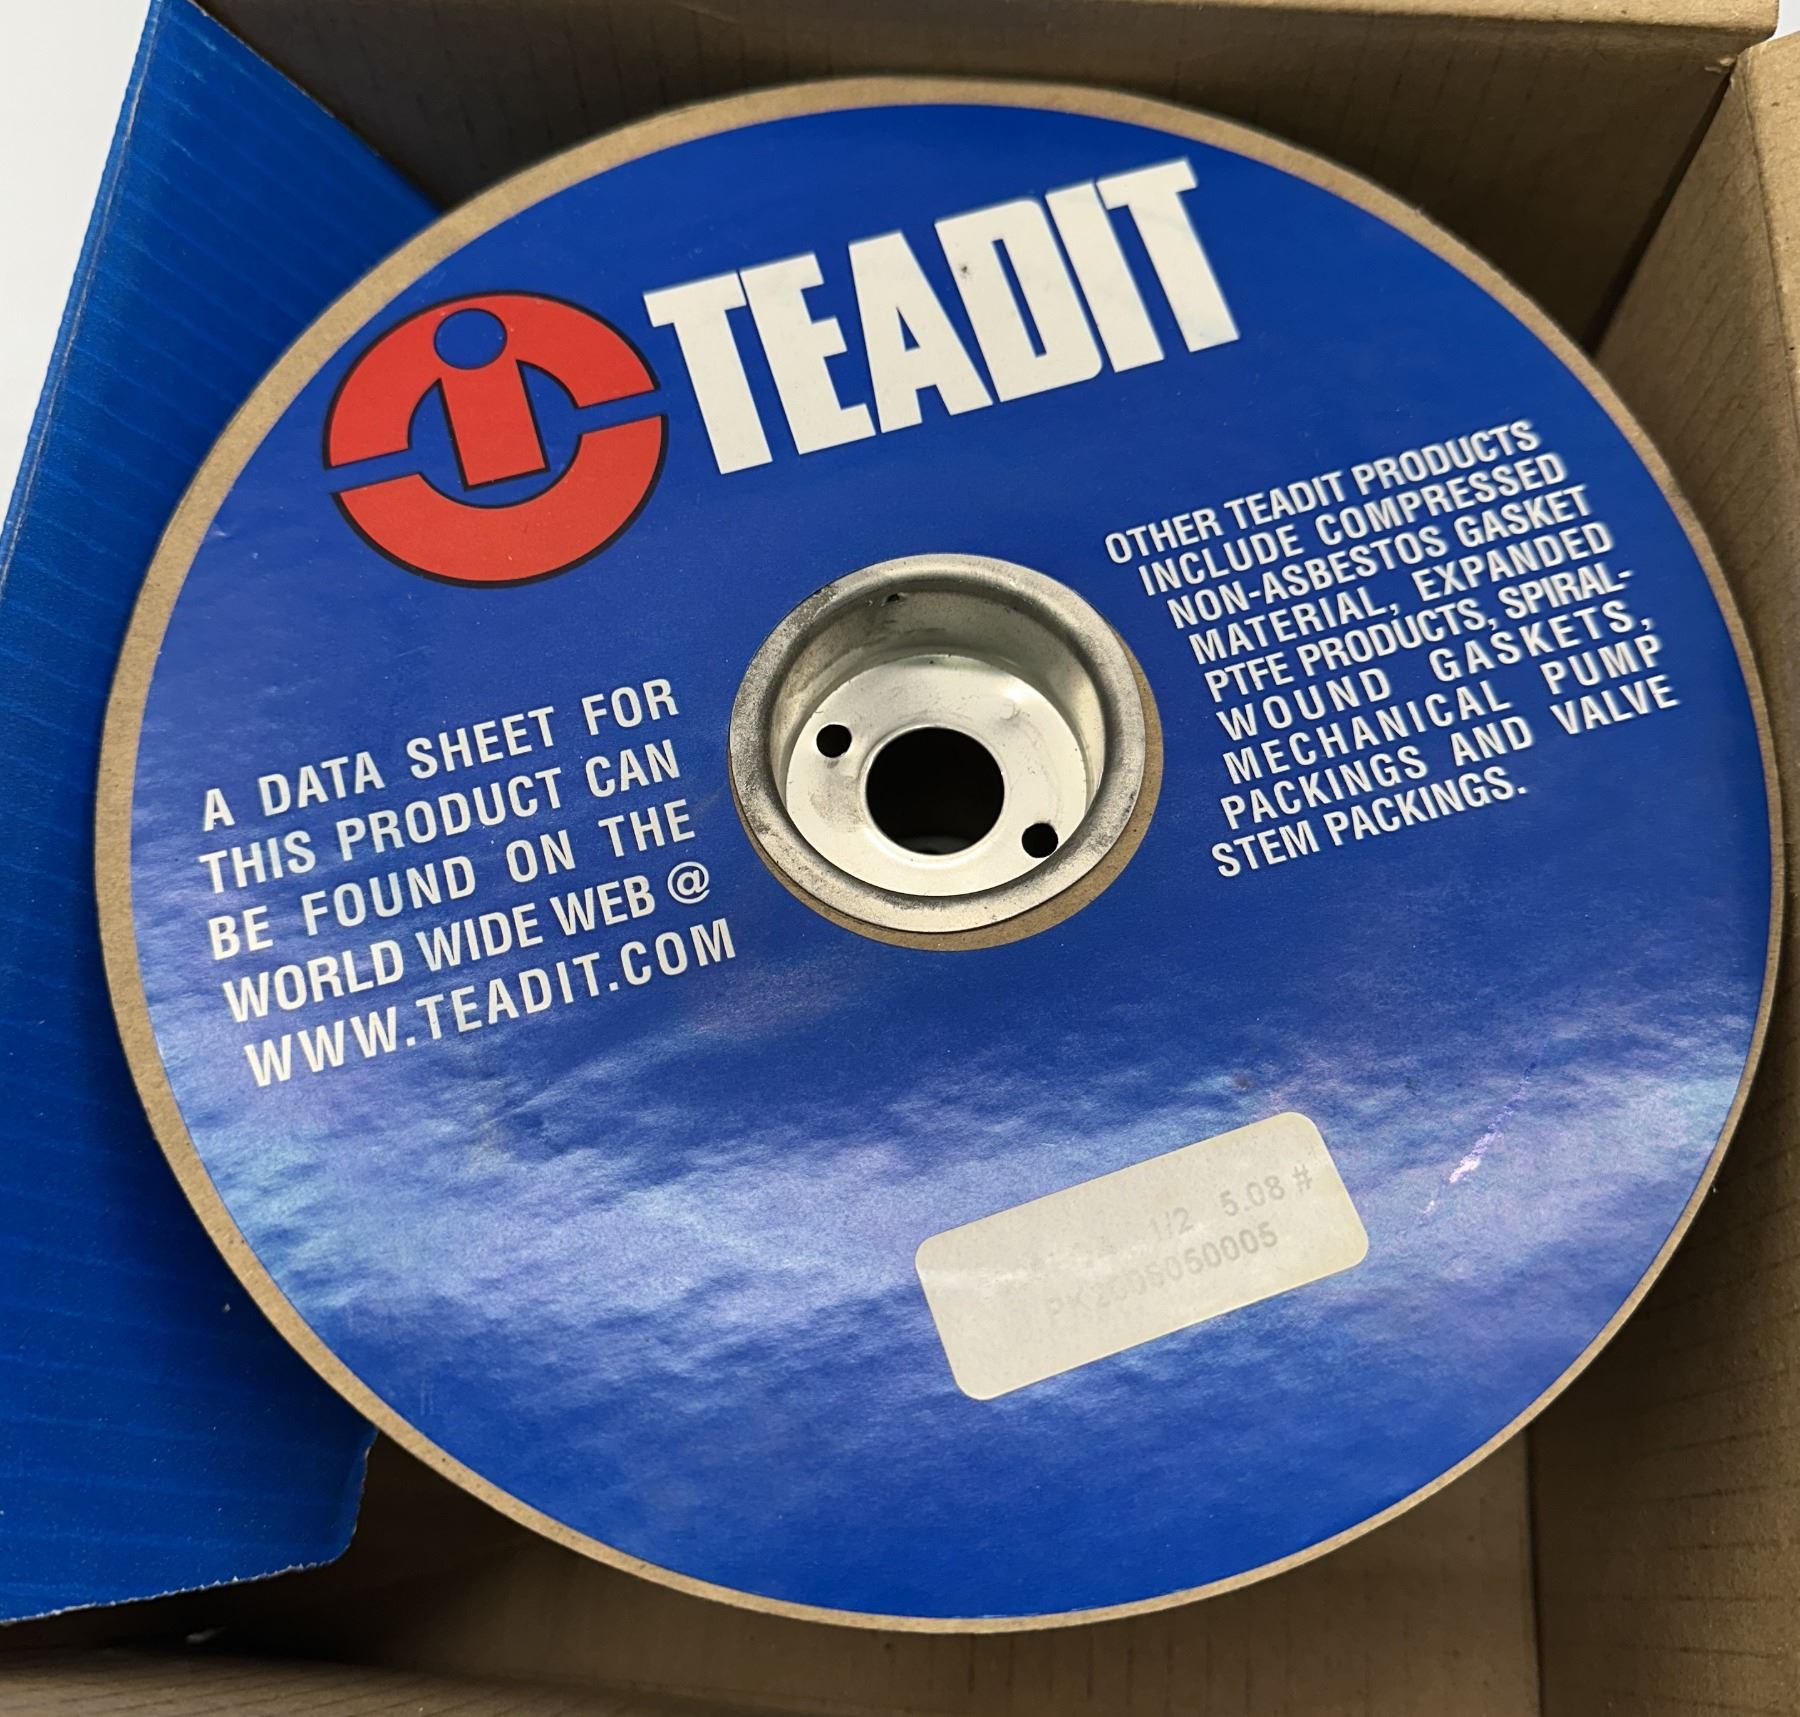 TEADIT
OTHER TEADIT PRODUCTS
INCLUDE COMPRESSED
NON-ASBESTOS GASKET
MATERIAL, EXPANDED
PTFE PRODUCTS, SPIRAL-
WOUND GASKETS,
MECHANICAL PUMP
PACKINGS AND VALVE
STEM PACKINGS.
A DATA SHEET FOR
THIS PRODUCT CAN
BE FOUND ON THE
WORLD WIDE WEB @
WWW.TEADIT.COM
1/2 5.08 #